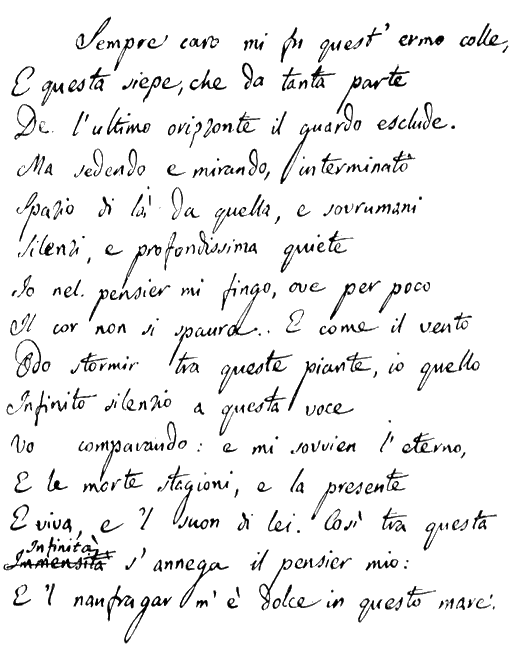 Sempre caro mi fu quest' ermo colle,
E questa siepe, che da tanta parte
De l'ultimo orizzonte il guardo esclude.
Ma sedendo e mirando, interminato
Spazio di là da quella, e sovrumani
Silenzi, e profondissima quiete
Io nel pensier mi fingo, ove per poco
Il cor non si spaura.. E come il vento
Odo stormir tra queste piante, io quello
Infinito silenzio a questa voce
Vo comparando: e mi sovvien l'eterno,
E le morte stagioni, e la presente
E viva, e 'l suon di lei. Così tra questa
Infinità
Immensità s'annega il pensier mio:
E 'l naufragar m'è dolce in questo mare.